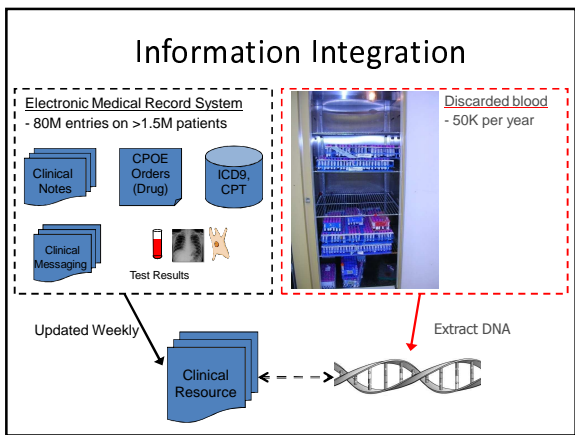 Information Integration
Electronic Medical Record System
- 80M entries on >1.5M patients
Clinical
Notes
CPOE
Orders
(Drug)
ICD9,
CPT
Clinical
Messaging
Test Results
Discarded blood
- 50K per year
Updated Weekly
Extract DNA
Clinical
Resource